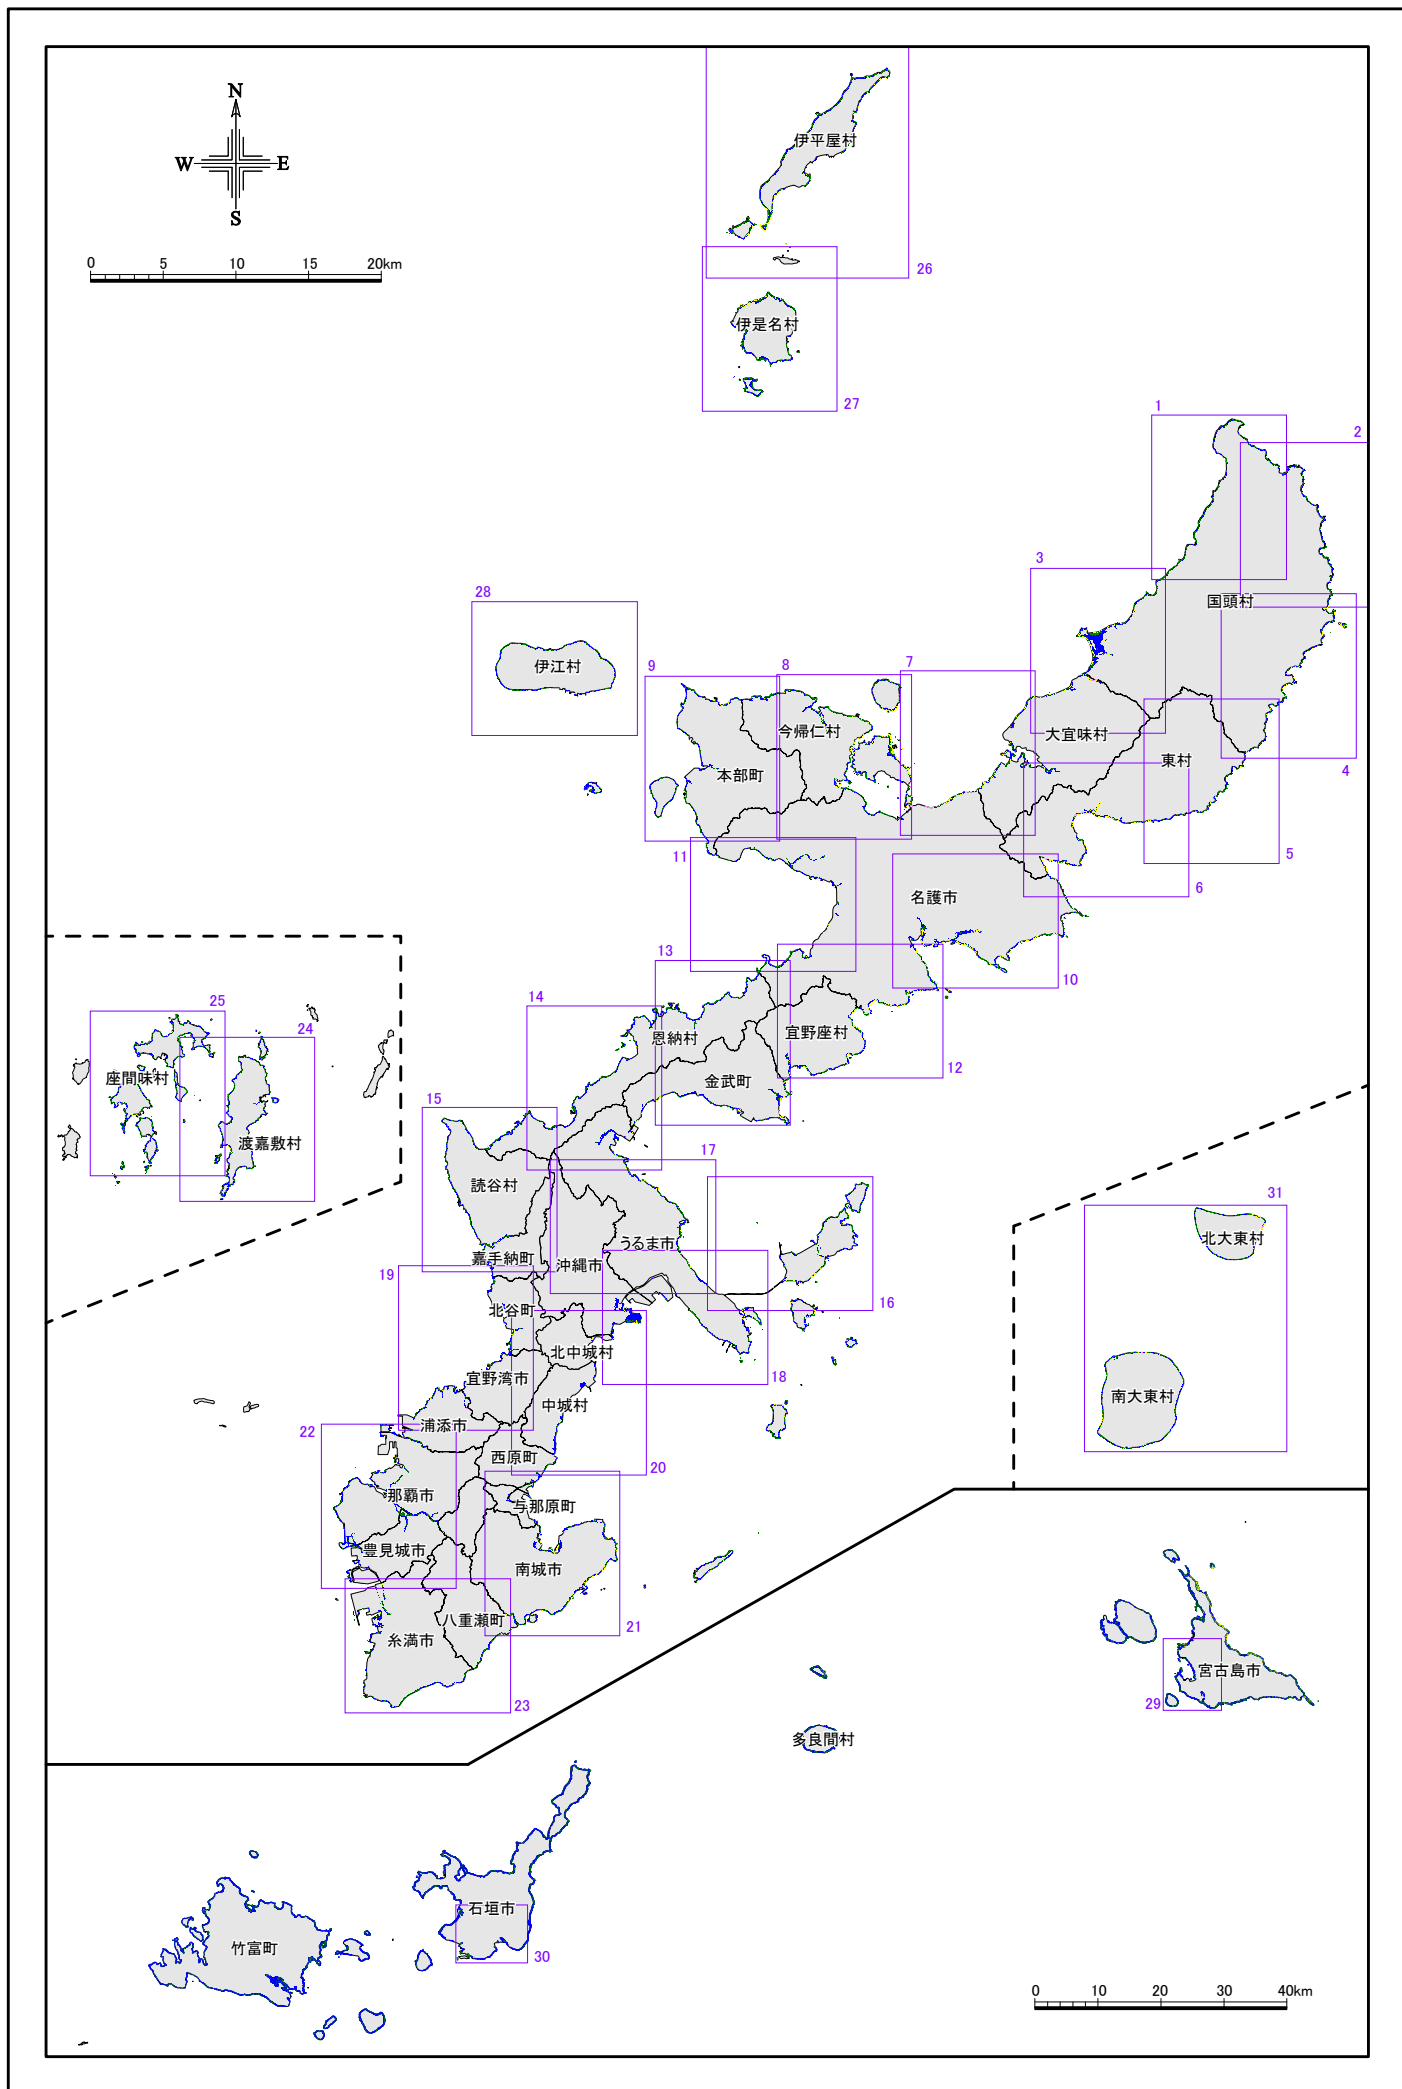 N
W E
S
0 5 10 15 20km
伊平屋村
26
伊是名村
27
1
2
3
国頭村
28
伊江村
9
8
7
今帰仁村
大宜味村
東村
本部町
4
11
5
6
名護市
10
13
14
恩納村
宜野座村
12
金武町
25
24
座間味村
渡嘉敷村
15
17
読谷村
うるま市
嘉手納町
沖縄市
16
19
北谷町
北中城村
18
宜野湾市
中城村
浦添市
22
西原町
20
那覇市
与那原町
豊見城市
南城市
八重瀬町
21
糸満市
23
31
北大東村
南大東村
宮古島市
29
多良間村
石垣市
30
竹富町
0 10 20 30 40km